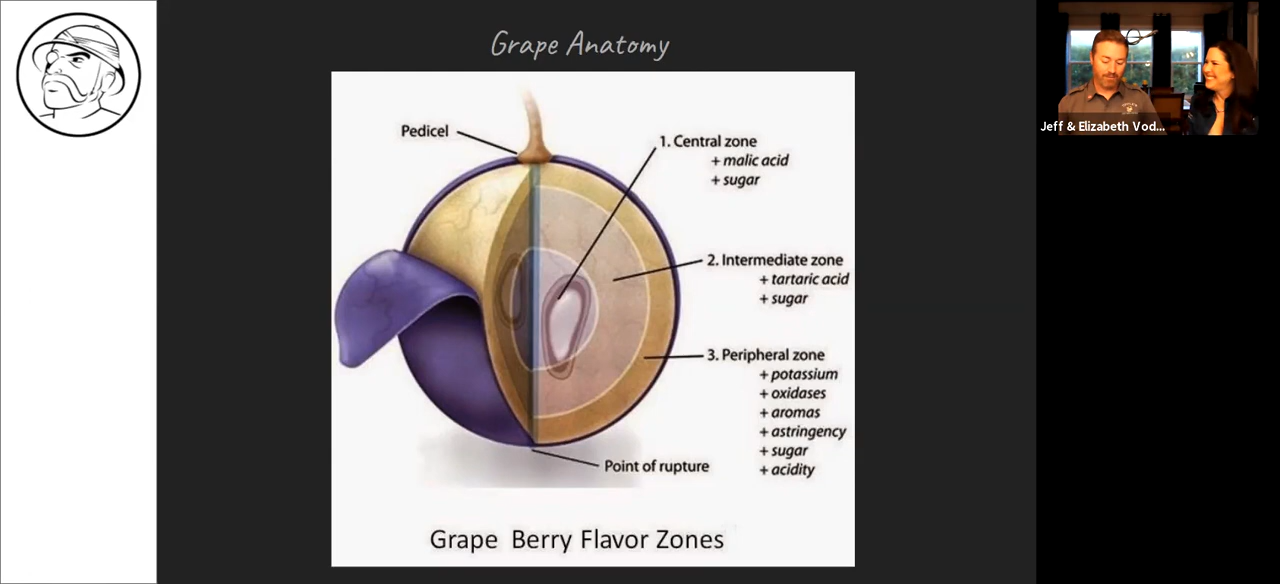 Grape Anatomy
Pedicel
1. Central zone
+ malic acid
+ sugar
2. Intermediate zone
+ tartaric acid
+ sugar
3. Peripheral zone
+ potassium
+ oxidases
+ aromas
+ astringency
+ sugar
+ acidity
Point of rupture
Grape Berry Flavor Zones
Jeff & Elizabeth Vod...